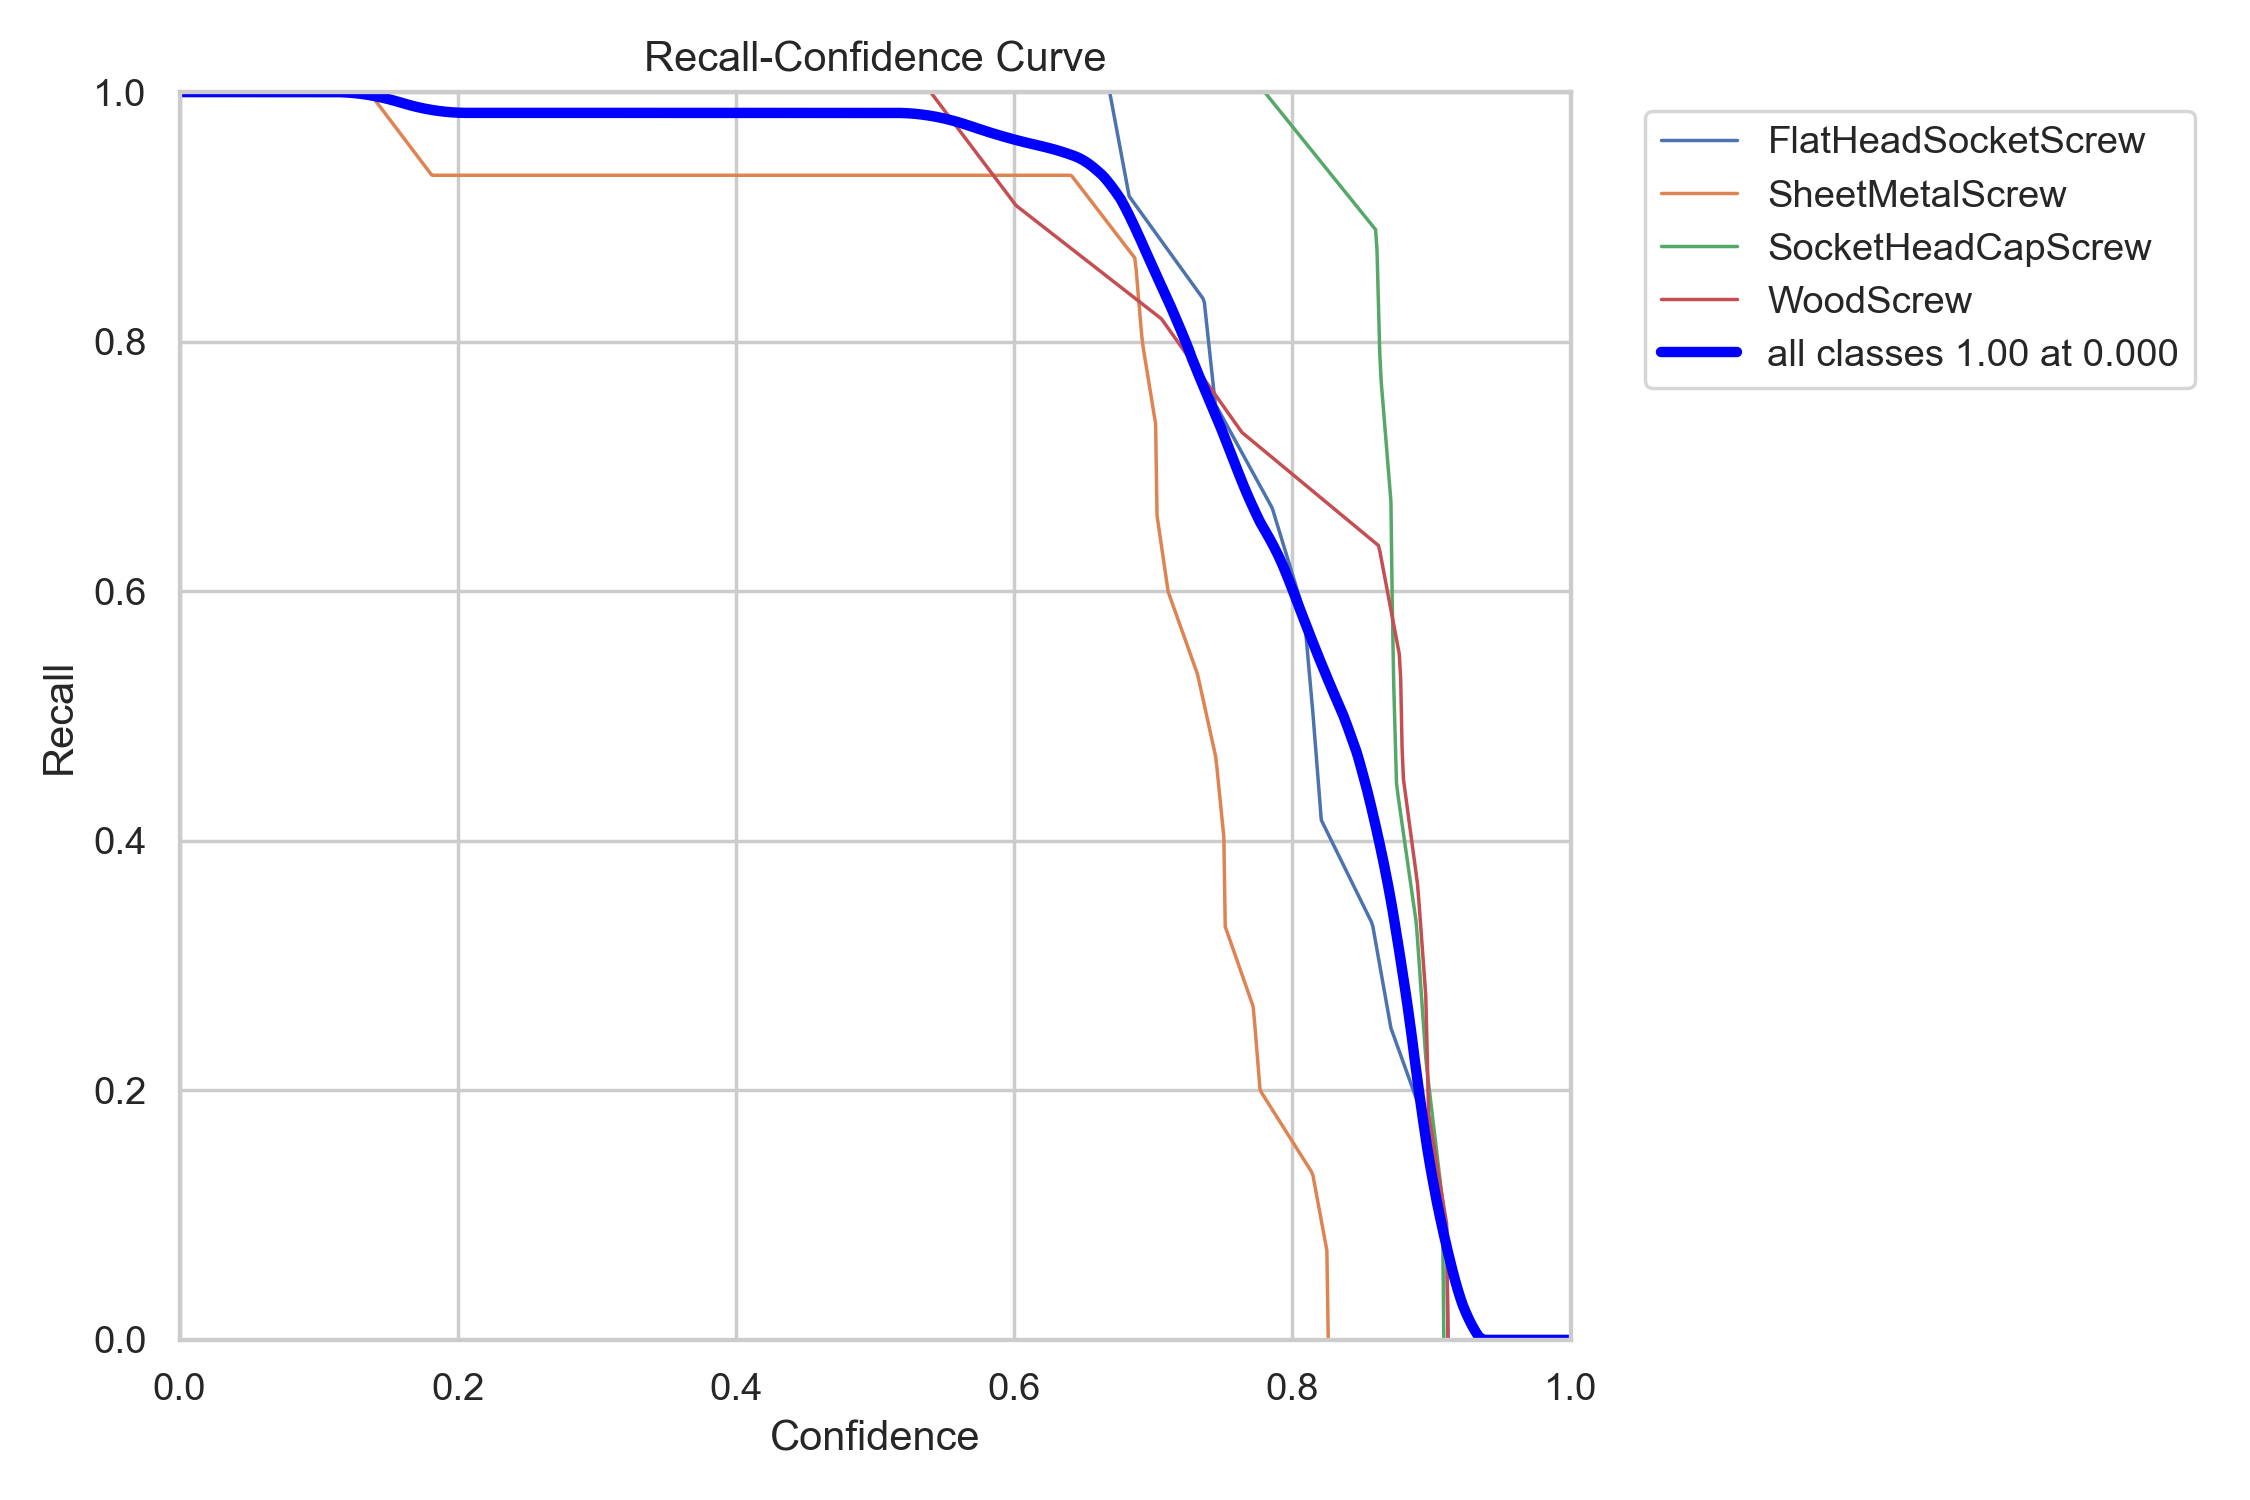 Recall-Confidence Curve
1.0
0.8
0.6
0.4
0.2
0.0
Recall
0.0 0.2 0.4 0.6 0.8 1.0
Confidence
FlatHeadSocketScrew
SheetMetalScrew
SocketHeadCapScrew
WoodScrew
all classes 1.00 at 0.000